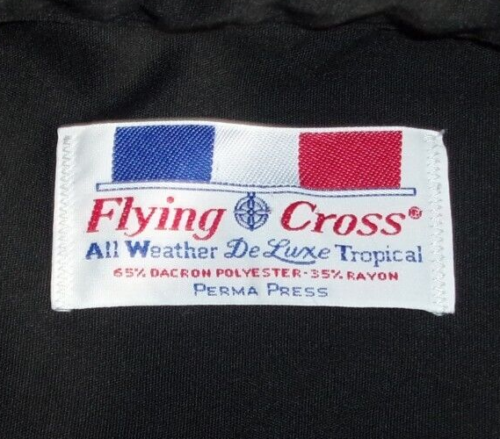 Flying Cross®
All Weather De Luxe Tropical
65% DACRON POLYESTER-35% RAYON
PERMA PRESS